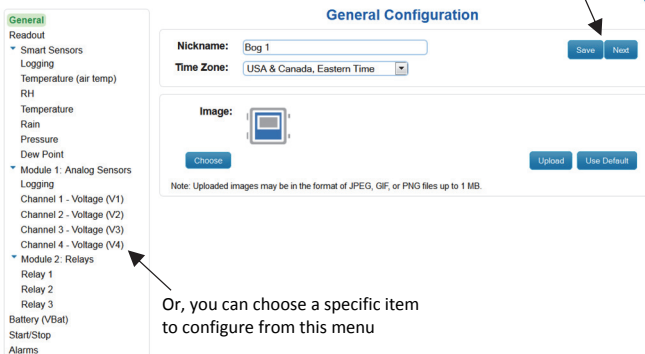 General Configuration
General
Readout
Smart Sensors
Logging
Temperature (air temp)
RH
Temperature
Rain
Pressure
Dew Point
Module 1: Analog Sensors
Logging
Channel 1 - Voltage (V1)
Channel 2 - Voltage (V2)
Channel 3 - Voltage (V3)
Channel 4 - Voltage (V4)
Module 2: Relays
Relay 1
Relay 2
Relay 3
Battery (VBat)
Start/Stop
Alarms
Nickname: Bog 1
Save Next
Time Zone: USA & Canada, Eastern Time
Image:
Choose Upload Use Default
Note: Uploaded images may be in the format of JPEG, GIF, or PNG files up to 1 MB.
Or, you can choose a specific item
to configure from this menu